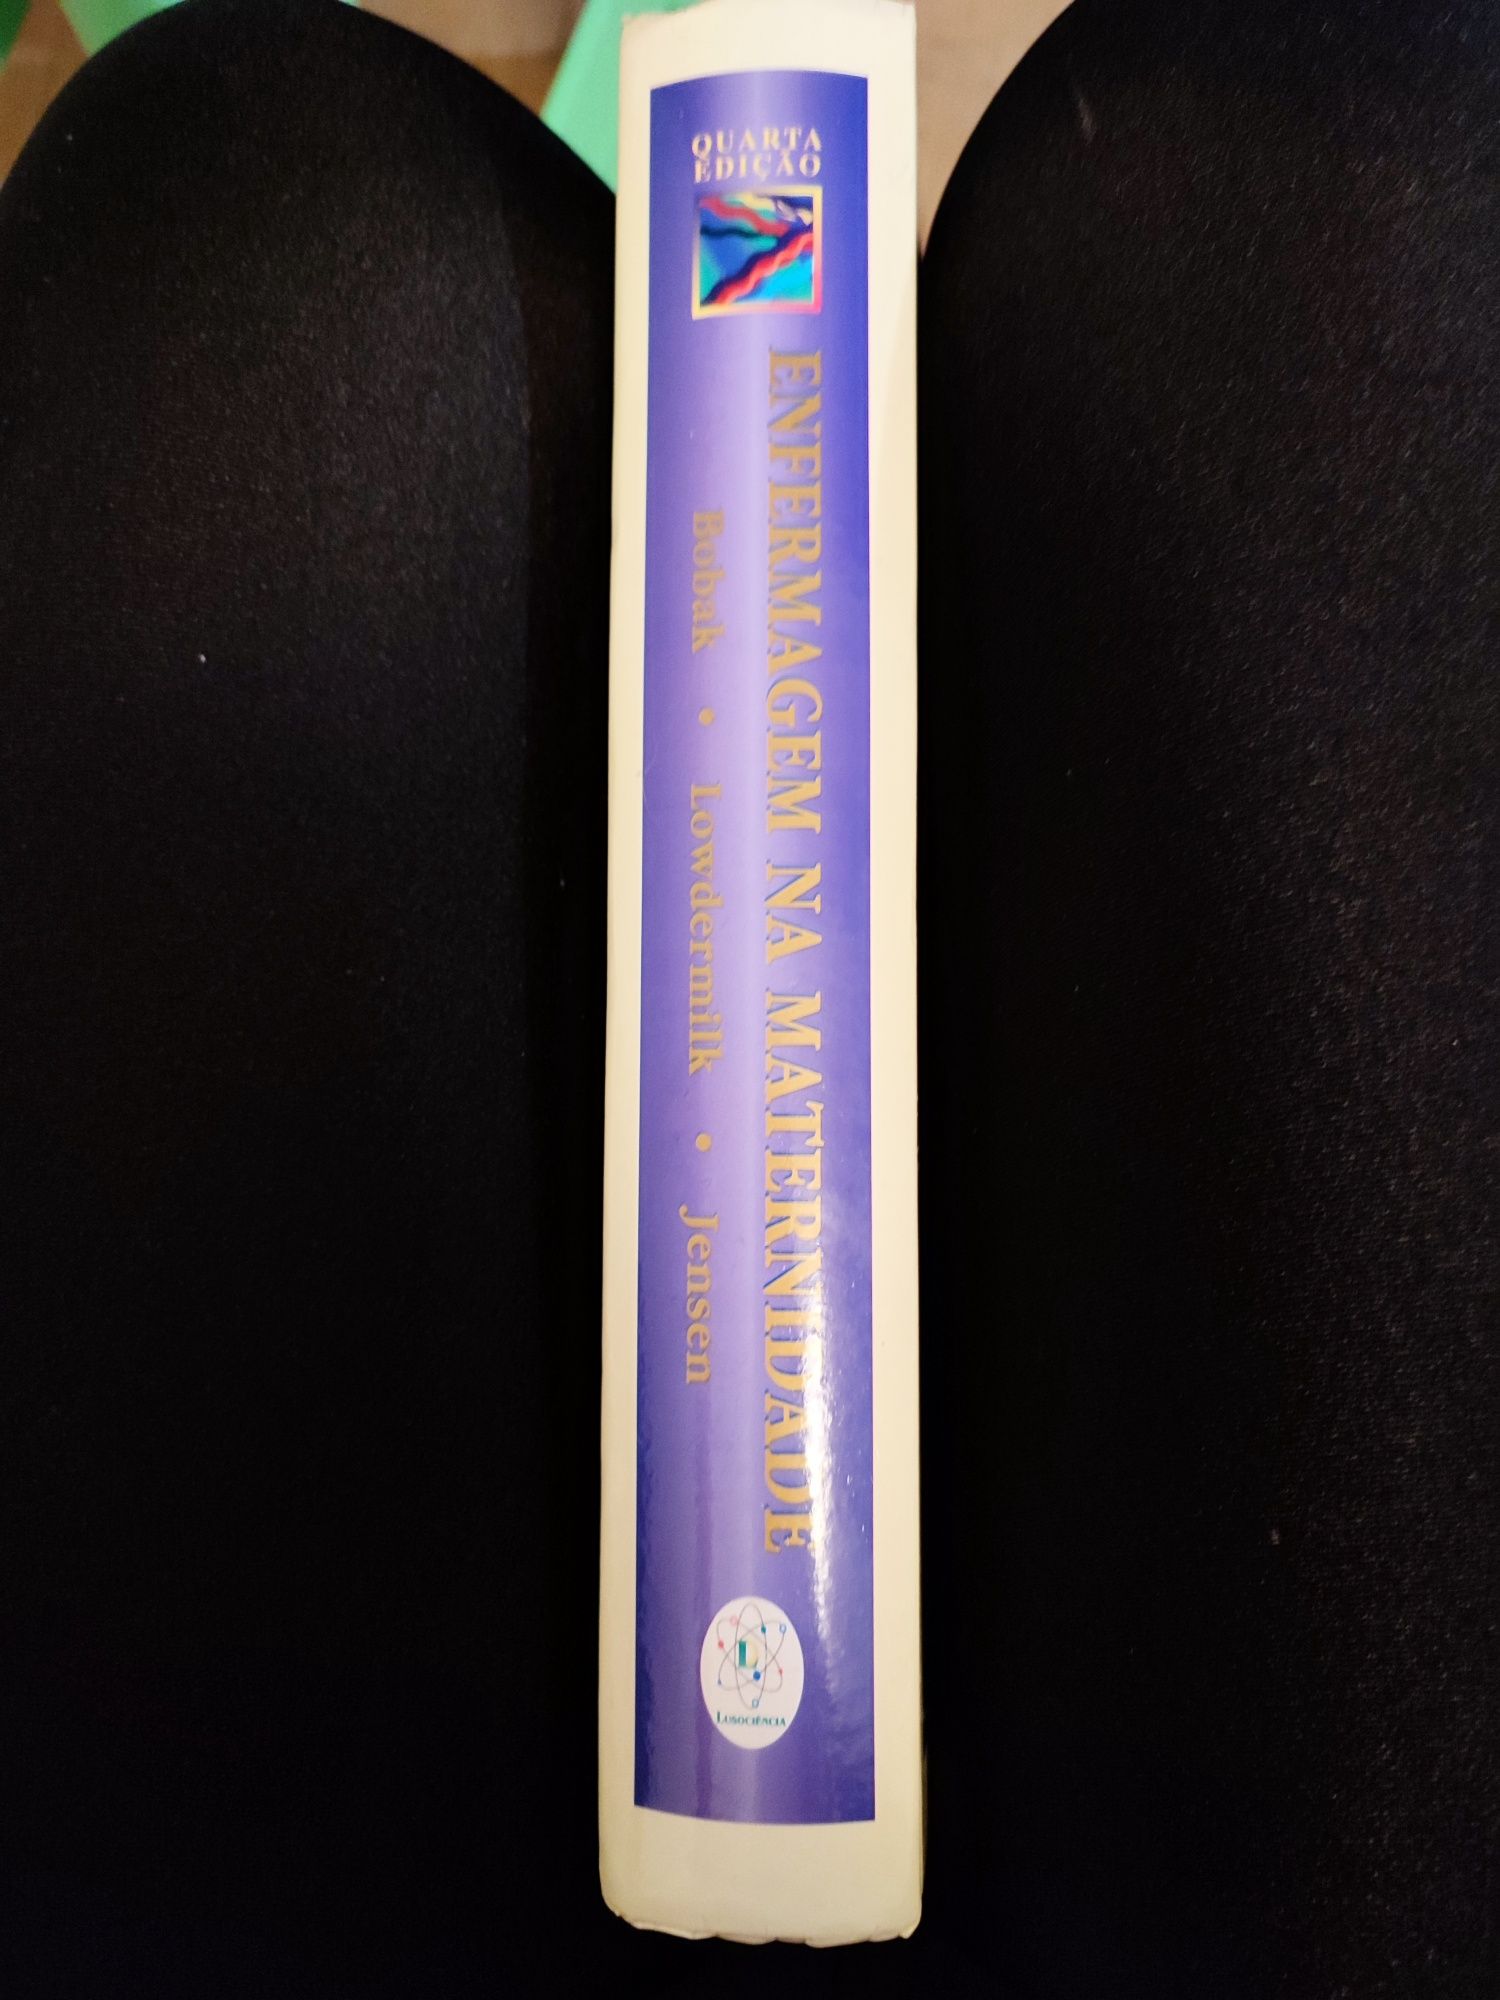 QUARTA
EDIÇÃO
ENFERMAGEM NA MATERNIDADE
Bobak • Lowdermilk • Jensen
L
LUSOCIÊNCIA